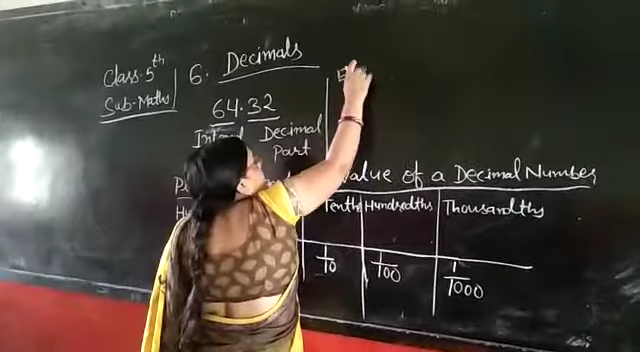 Class-5th
Sub-Maths
6. Decimals
64.32
Decimal
Part
Value of a Decimal Number
Tenths Hundredths Thousandths
1/10 1/100 1/1000